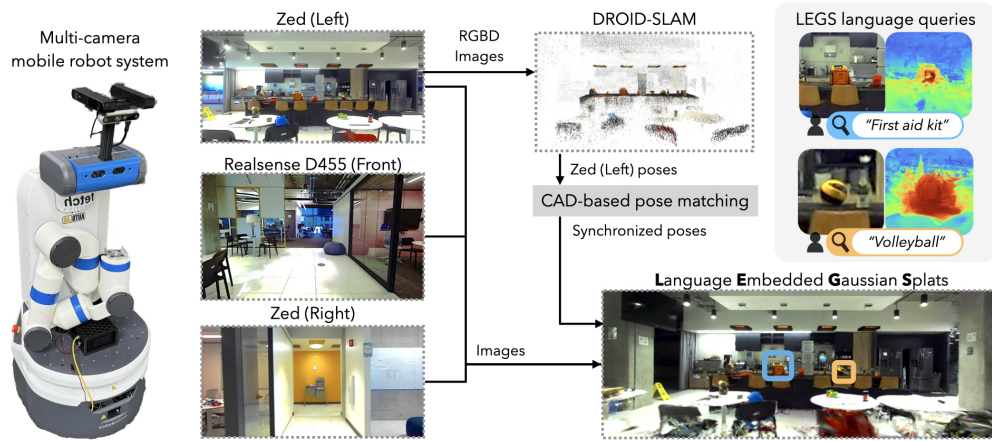 Multi-camera
mobile robot system
fetch
Zed (Left)
RGBD
Images
DROID-SLAM
Realsense D455 (Front)
Zed (Left) poses
CAD-based pose matching
Synchronized poses
Zed (Right)
Images
Language Embedded Gaussian Splats
LEGS language queries
“First aid kit”
“Volleyball”